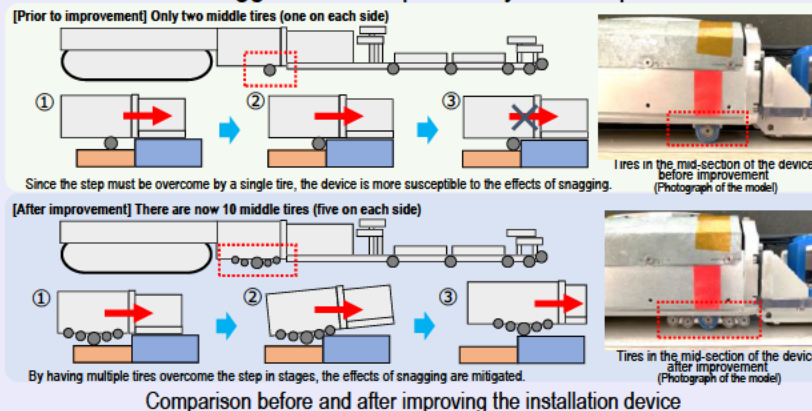 [Prior to improvement] Only two middle tires (one on each side)
① ② ③
Since the step must be overcome by a single tire, the device is more susceptible to the effects of snagging.
Tires in the mid-section of the device
before improvement
(Photograph of the model)
[After improvement] There are now 10 middle tires (five on each side)
① ② ③
By having multiple tires overcome the step in stages, the effects of snagging are mitigated.
Tires in the mid-section of the device
after improvement
(Photograph of the model)
Comparison before and after improving the installation device